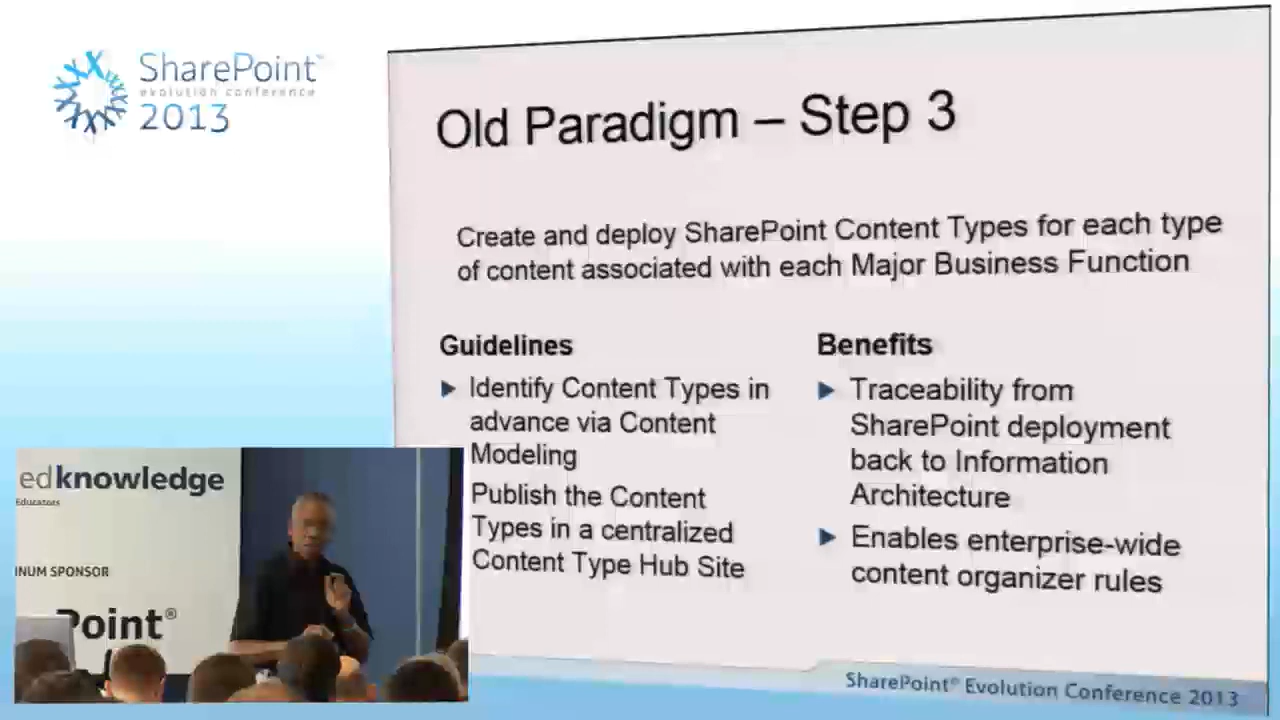 SharePoint™
evolution conference
2013
Old Paradigm – Step 3
Create and deploy SharePoint Content Types for each type
of content associated with each Major Business Function
Guidelines
Identify Content Types in
advance via Content
Modeling
Publish the Content
Types in a centralized
Content Type Hub Site
Benefits
Traceability from
SharePoint deployment
back to Information
Architecture
Enables enterprise-wide
content organizer rules
edknowledge
Educators
INUM SPONSOR
Point®
SharePoint® Evolution Conference 2013